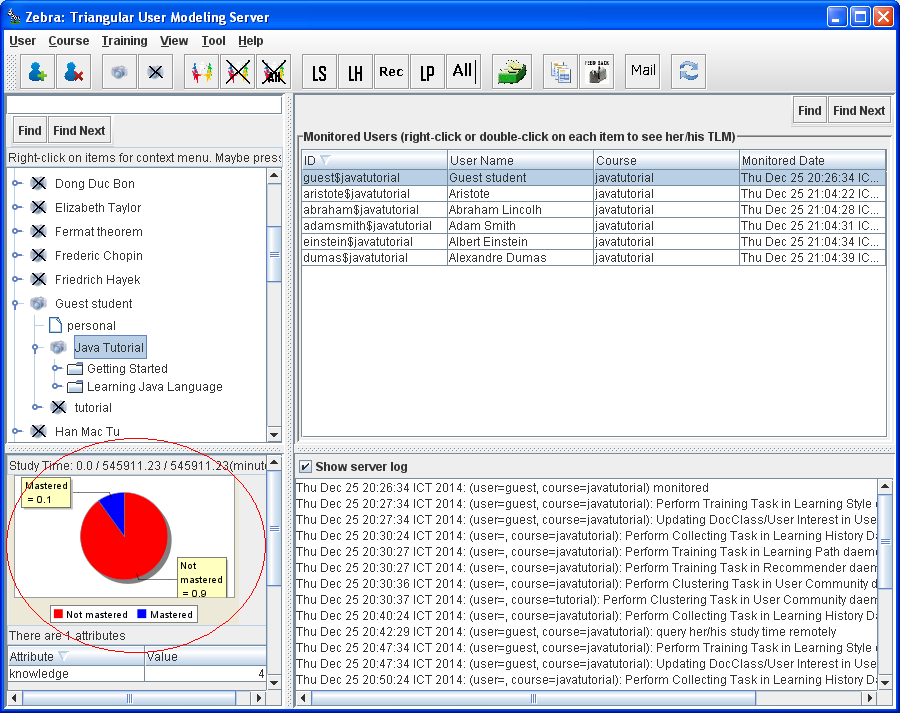 Zebra: Triangular User Modeling Server
User Course Training View Tool Help
LS LH Rec LP All Mail
Find Find Next
Right-click on items for context menu. Maybe press
Dong Duc Bon
Elizabeth Taylor
Fermat theorem
Frederic Chopin
Friedrich Hayek
Guest student
personal
Java Tutorial
Getting Started
Learning Java Language
tutorial
Han Mac Tu
Study Time: 0.0 / 545911.23 / 545911.23(minut
Mastered
= 0.1
Not
mastered
= 0.9
Not mastered Mastered
There are 1 attributes
Attribute Value
knowledge 4
Find Find Next
Monitored Users (right-click or double-click on each item to see her/his TLM)
ID User Name Course Monitored Date
guest$javatutorial Guest student javatutorial Thu Dec 25 20:26:34 IC...
aristote$javatutorial Aristote javatutorial Thu Dec 25 21:04:22 IC...
abraham$javatutorial Abraham Lincolh javatutorial Thu Dec 25 21:04:28 IC...
adamsmith$javatutorial Adam Smith javatutorial Thu Dec 25 21:04:31 IC...
einstein$javatutorial Albert Einstein javatutorial Thu Dec 25 21:04:34 IC...
dumas$javatutorial Alexandre Dumas javatutorial Thu Dec 25 21:04:39 IC...
Show server log
Thu Dec 25 20:26:34 ICT 2014: (user=guest, course=javatutorial) monitored
Thu Dec 25 20:27:34 ICT 2014: (user=guest, course=javatutorial): Perform Training Task in Learning Style
Thu Dec 25 20:27:34 ICT 2014: (user=guest, course=javatutorial): Updating DocClass/User Interest in Use
Thu Dec 25 20:30:24 ICT 2014: (user=, course=javatutorial): Perform Collecting Task in Learning History D
Thu Dec 25 20:30:27 ICT 2014: (user=, course=javatutorial): Perform Training Task in Learning Path daem
Thu Dec 25 20:30:27 ICT 2014: (user=, course=javatutorial): Perform Training Task in Recommender daem
Thu Dec 25 20:30:36 ICT 2014: (user=, course=javatutorial): Perform Clustering Task in User Community d
Thu Dec 25 20:30:37 ICT 2014: (user=, course=tutorial): Perform Clustering Task in User Community daem
Thu Dec 25 20:40:24 ICT 2014: (user=, course=javatutorial): Perform Collecting Task in Learning History D
Thu Dec 25 20:42:29 ICT 2014: (user=guest, course=javatutorial): query her/his study time remotely
Thu Dec 25 20:47:34 ICT 2014: (user=guest, course=javatutorial): Perform Training Task in Learning Style
Thu Dec 25 20:47:34 ICT 2014: (user=guest, course=javatutorial): Updating DocClass/User Interest in Use
Thu Dec 25 20:50:24 ICT 2014: (user=, course=javatutorial): Perform Collecting Task in Learning History D